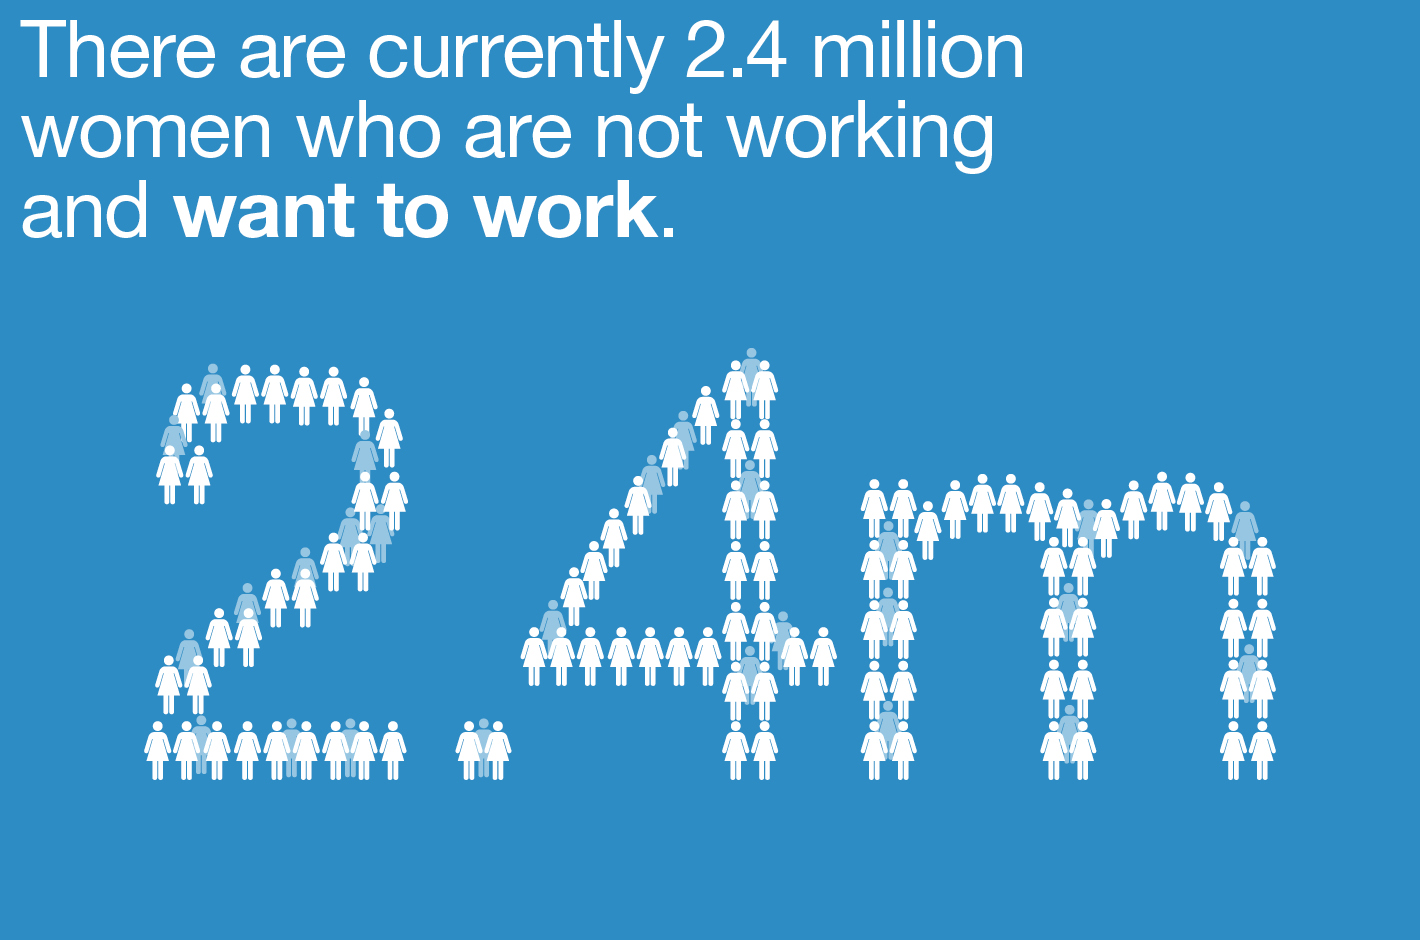 There are currently 2.4 million
women who are not working
and want to work.
2.4m